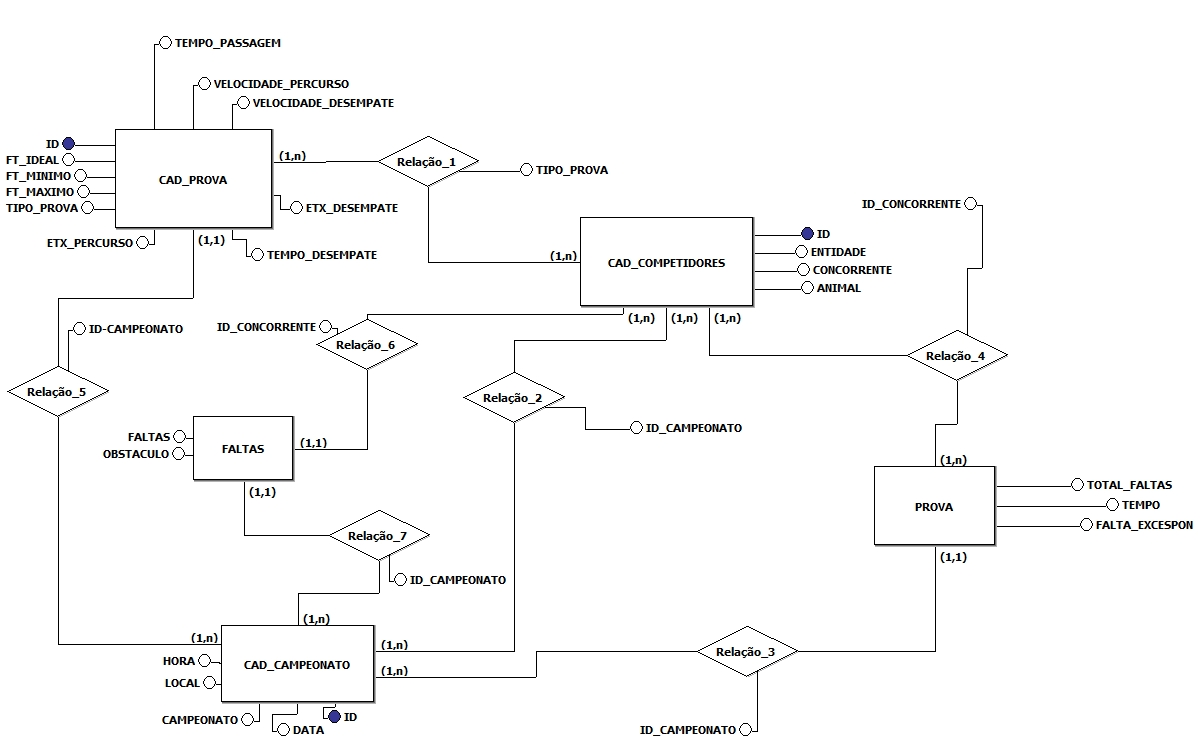 TEMPO_PASSAGEM
VELOCIDADE_PERCURSO
VELOCIDADE_DESEMPATE
ID
FT_IDEAL
FT_MINIMO
FT_MAXIMO
TIPO_PROVA
CAD_PROVA
(1,n)
Relação_1
TIPO_PROVA
ETX_DESEMPATE
ETX_PERCURSO
(1,1)
TEMPO_DESEMPATE
ID_CONCORRENTE
(1,n)
CAD_COMPETIDORES
ID
ENTIDADE
CONCORRENTE
ANIMAL
(1,n)
(1,n)
(1,n)
ID-CAMPEONATO
ID_CONCORRENTE
Relação_6
Relação_4
Relação_5
Relação_2
ID_CAMPEONATO
FALTAS
OBSTACULO
FALTAS
(1,1)
(1,1)
(1,n)
PROVA
TOTAL_FALTAS
TEMPO
FALTA_EXCESPON
(1,1)
Relação_7
ID_CAMPEONATO
(1,n)
(1,n)
(1,n)
(1,n)
CAD_CAMPEONATO
Relação_3
HORA
LOCAL
CAMPEONATO
DATA
ID
ID_CAMPEONATO